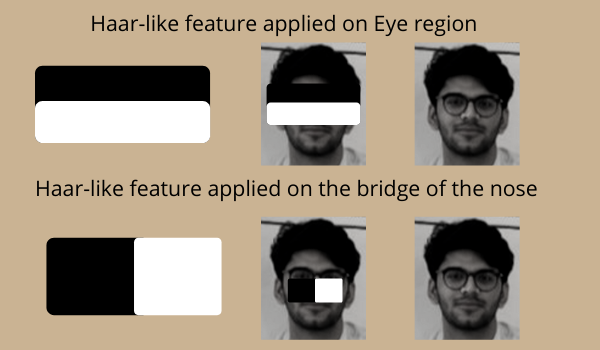 Haar-like feature applied on Eye region
Haar-like feature applied on the bridge of the nose